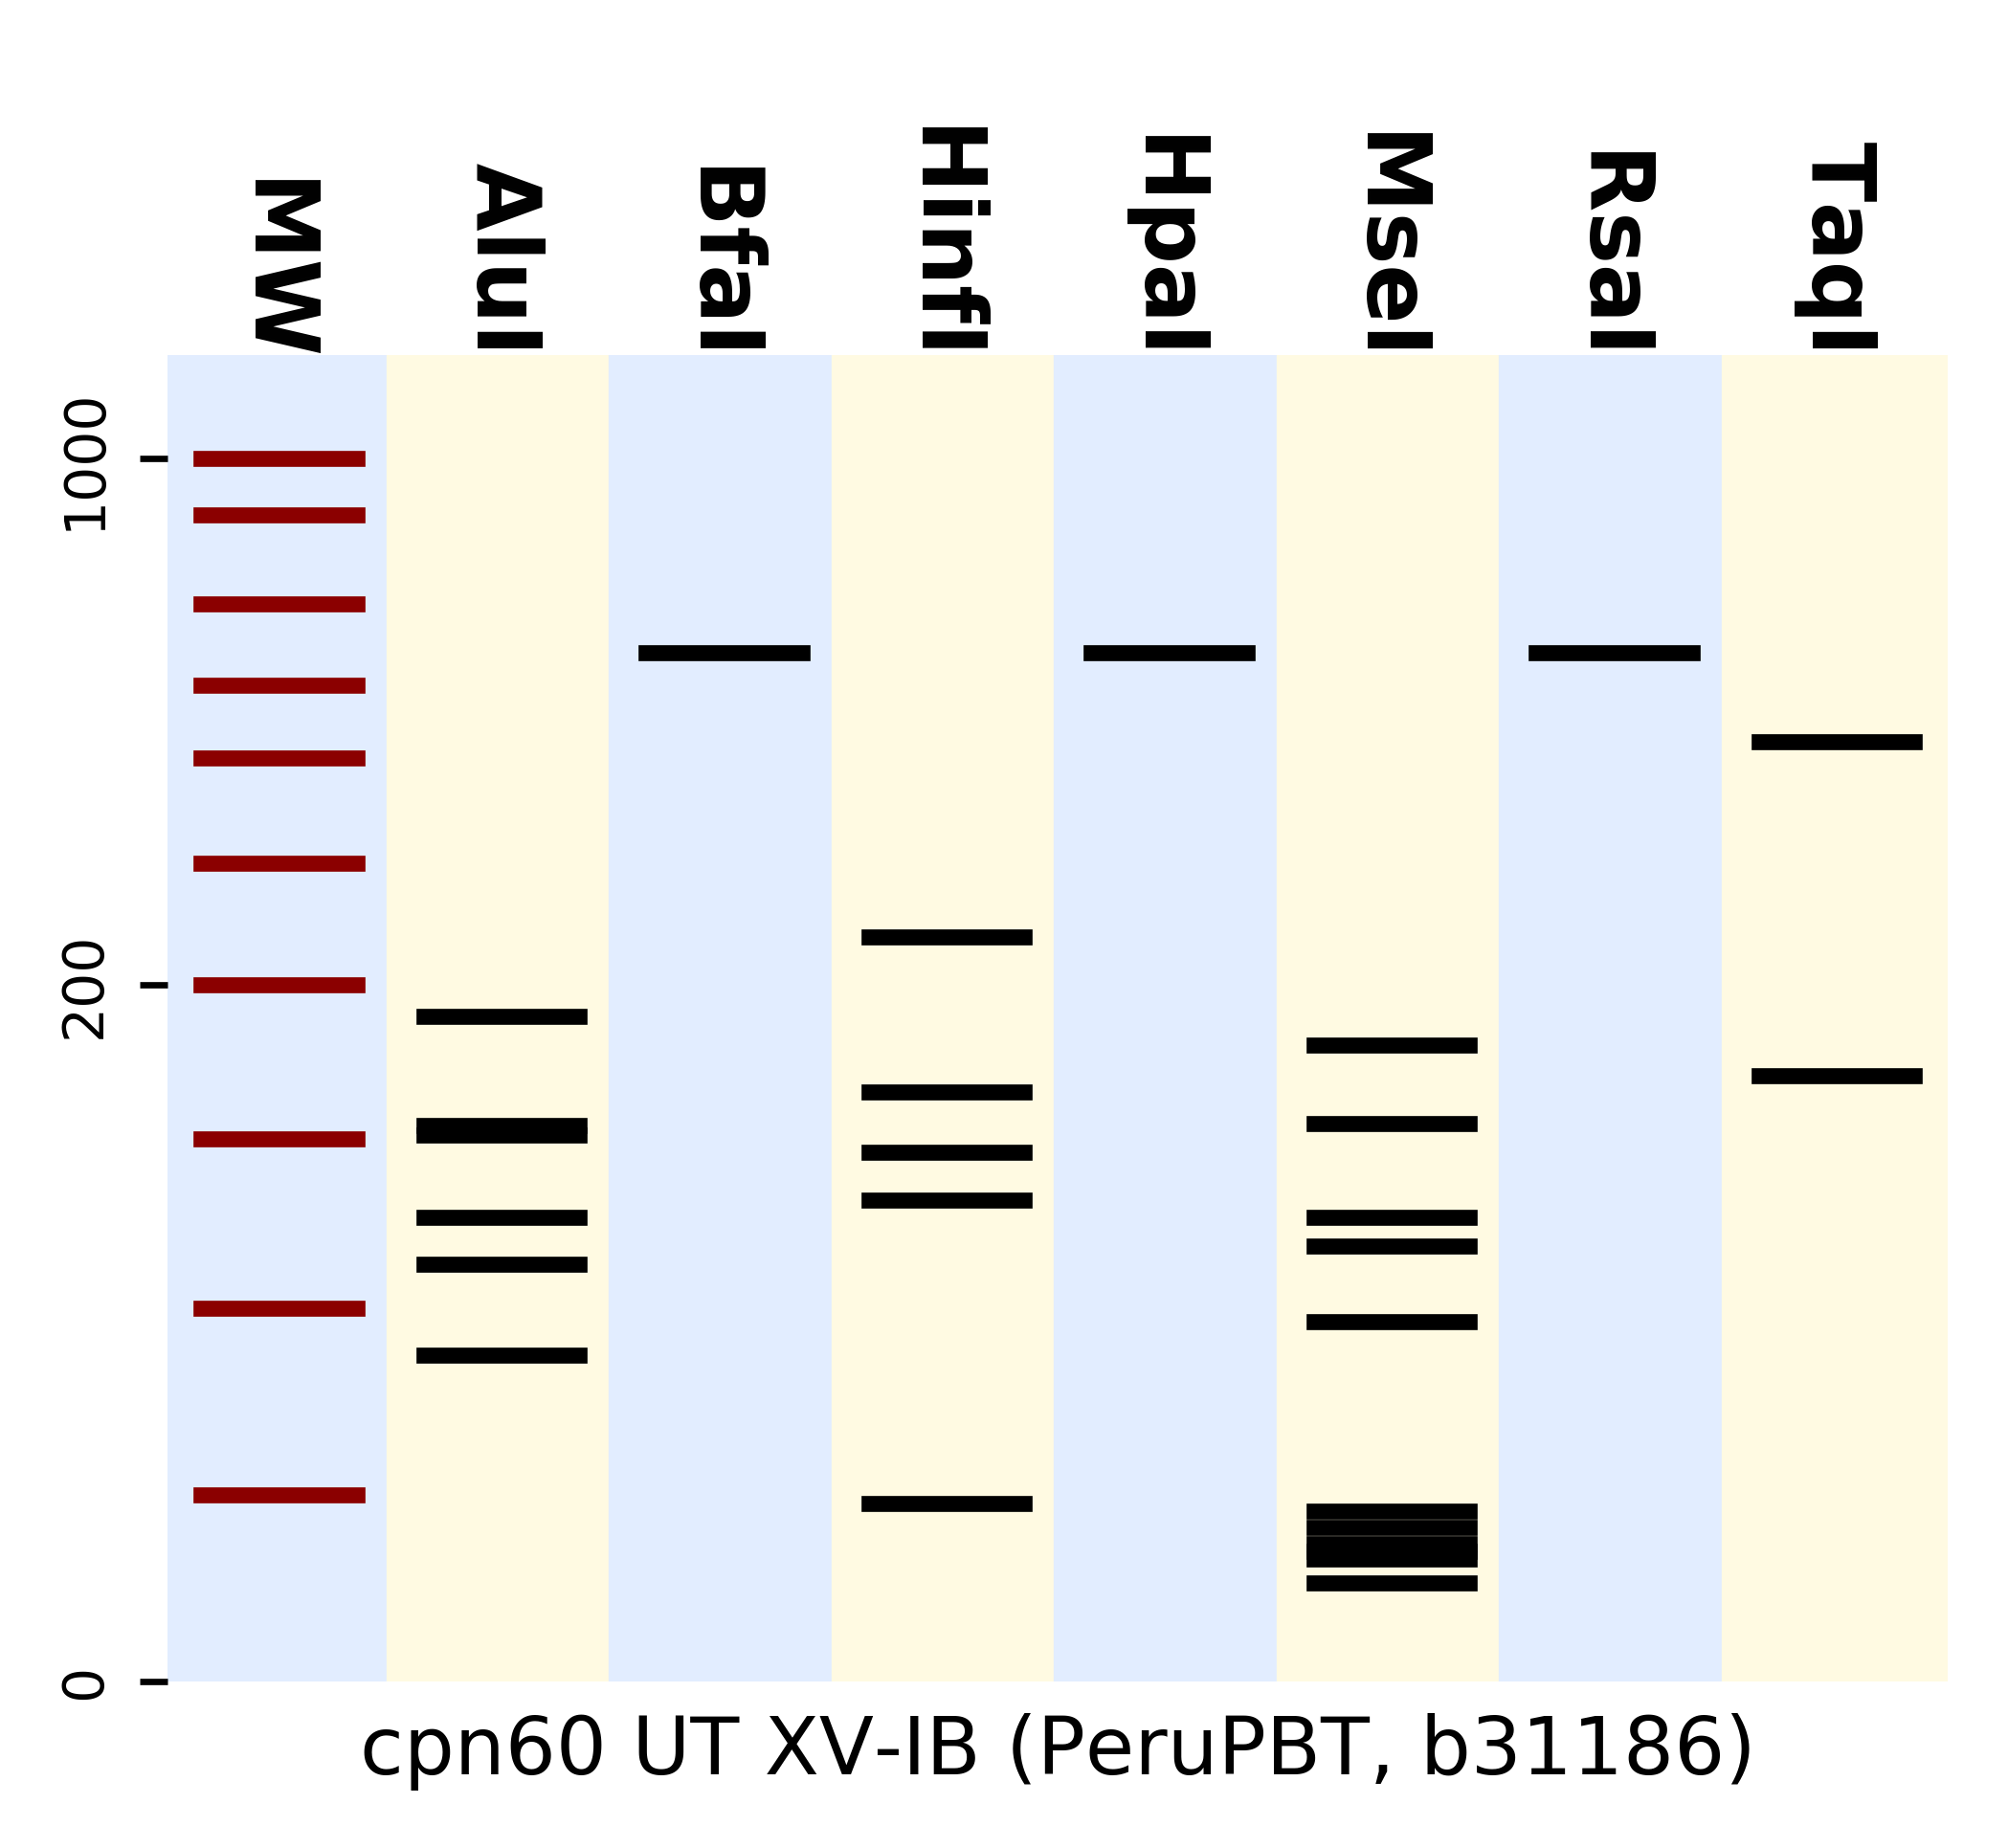 MW
AluI
BfaI
HinfI
HpaI
MseI
RsaI
TaqI
1000
200
0
cpn60 UT XV-IB (PeruPBT, b31186)